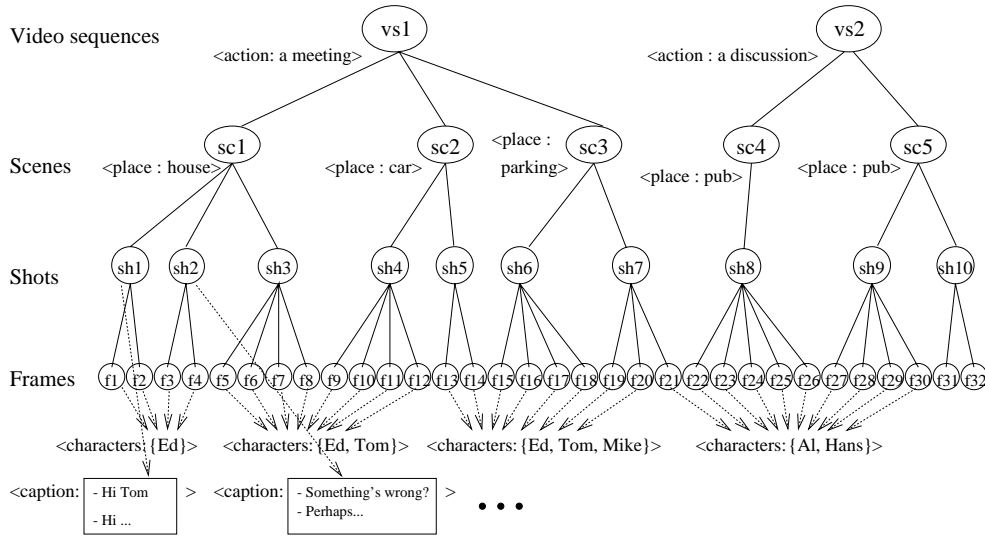 Video sequences vs1 vs2
<action: a meeting> <action : a discussion>
Scenes sc1 sc2 <place : parking> sc3 sc4 sc5
<place : house> <place : car> <place : pub> <place : pub>
Shots sh1 sh2 sh3 sh4 sh5 sh6 sh7 sh8 sh9 sh10
Frames f1 f2 f3 f4 f5 f6 f7 f8 f9 f10 f11 f12 f13 f14 f15 f16 f17 f18 f19 f20 f21 f22 f23 f24 f25 f26 f27 f28 f29 f30 f31 f32
<characters: {Ed}> <characters: {Ed, Tom}> <characters: {Ed, Tom, Mike}> <characters: {Al, Hans}>
<caption: - Hi Tom
- Hi ... >
<caption: - Something's wrong?
- Perhaps... >
• • •